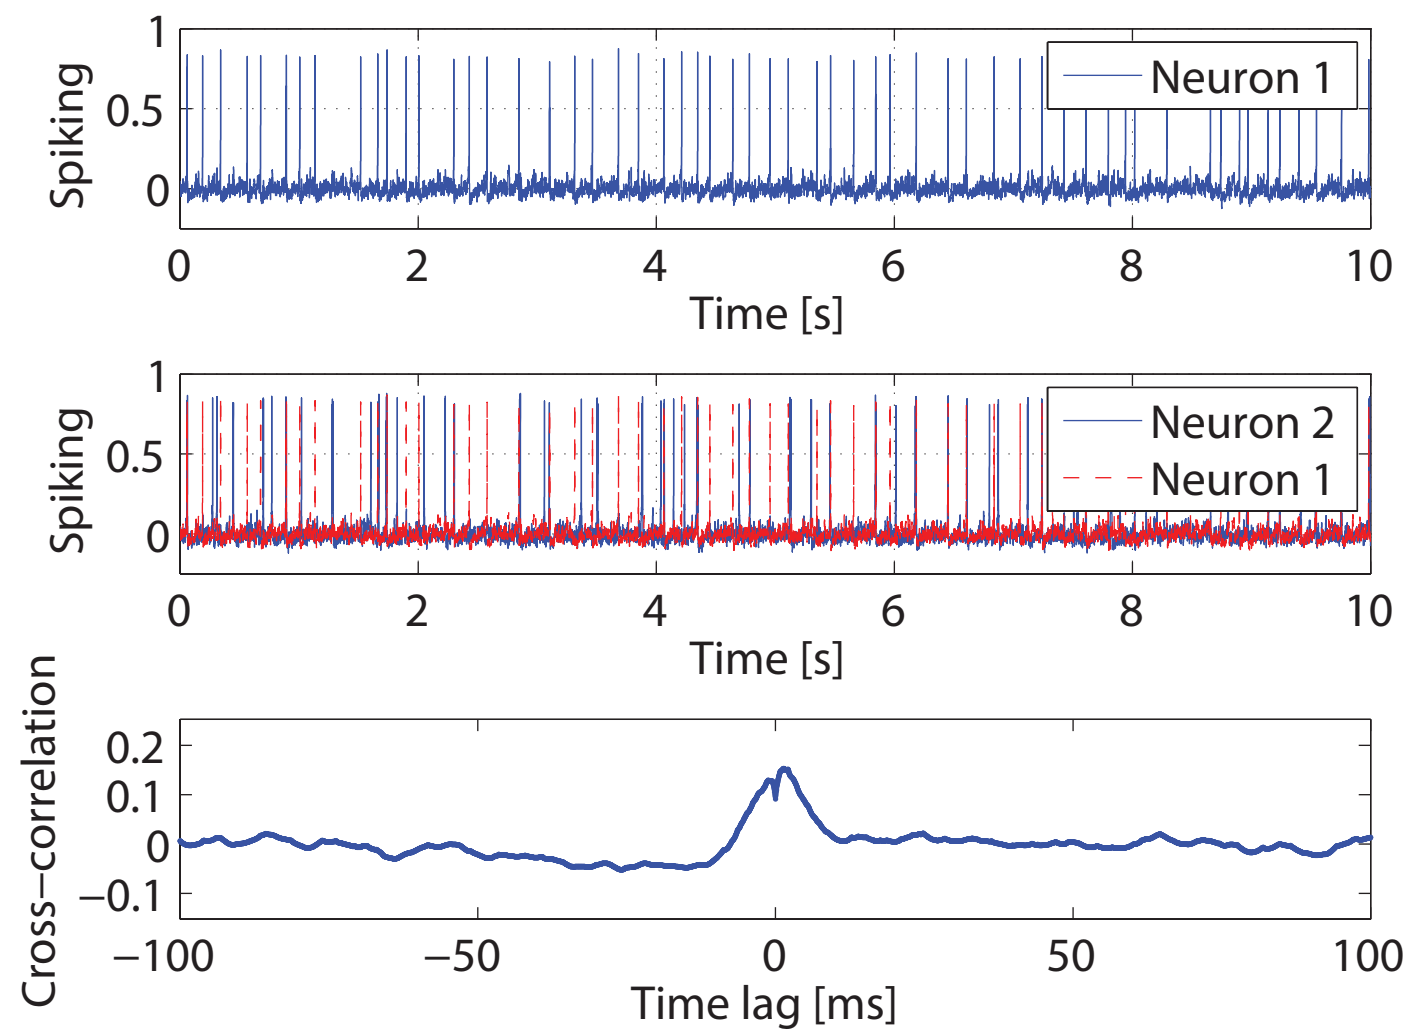 Spiking
1
0.5
0
Neuron 1
0 2 4 6 8 10
Time [s]
Spiking
1
0.5
0
Neuron 2
Neuron 1
0 2 4 6 8 10
Time [s]
Cross−correlation
0.2
0.1
0
−0.1
−100 −50 0 50 100
Time lag [ms]